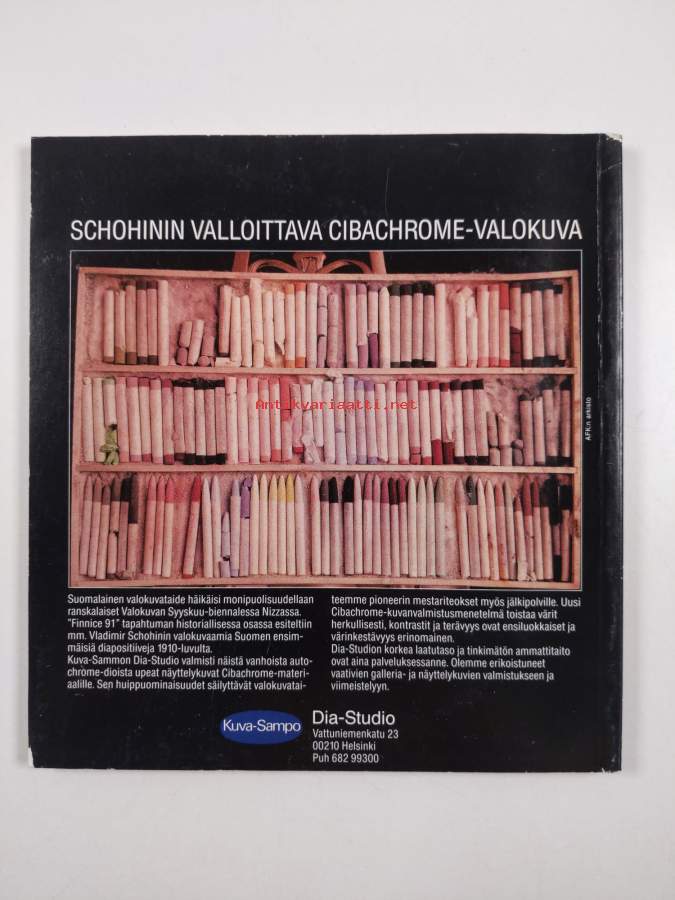 SCHOHININ VALLOITTAVA CIBACHROME-VALOKUVA
Antikvariaatti.net
AFK:n arkisto
Suomalainen valokuvataide häikäisi monipuolisuudellaan
ranskalaiset Valokuvan Syyskuu-biennalessa Nizzassa.
"Finnice 91" tapahtuman historiallisessa osassa esiteltiin
mm. Vladimir Schohinin valokuvaamia Suomen ensim-
mäisiä diapositiiveja 1910-luvulta.
Kuva-Sammon Dia-Studio valmisti näistä vanhoista auto-
chrome-dioista upeat näyttelykuvat Cibachrome-materi-
aalille. Sen huippuominaisuudet säilyttävät valokuvatai-
teemme pioneerin mestariteokset myös jälkipolville. Uusi
Cibachrome-kuvanvalmistusmenetelmä toistaa värit
herkullisesti, kontrastit ja terävyys ovat ensiluokkaiset ja
värinkestävyys erinomainen.
Dia-Studion korkea laatutaso ja tinkimätön ammattitaito
ovat aina palveluksessanne. Olemme erikoistuneet
vaativien galleria- ja näyttelykuvien valmistukseen ja
viimeistelyyn.
Kuva-Sampo
Dia-Studio
Vattuniemenkatu 23
00210 Helsinki
Puh 682 99300